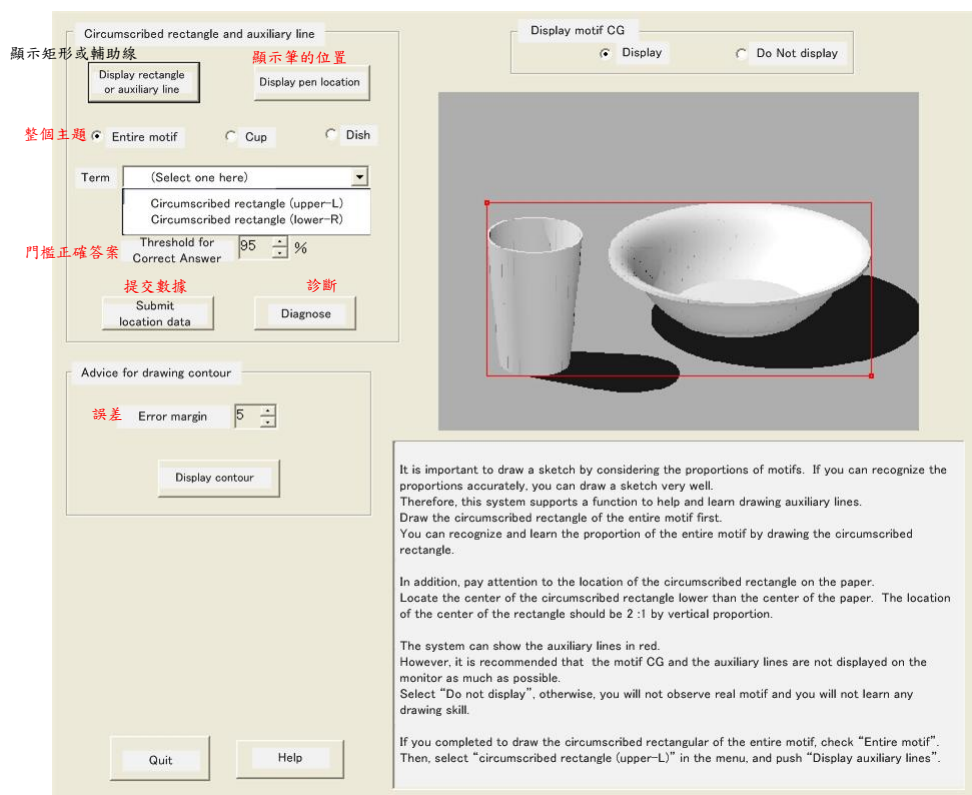 Circumscribed rectangle and auxiliary line
顯示矩形或輔助線
顯示筆的位置
Display rectangle
or auxiliary line
Display pen location
整個主題
Entire motif
Cup
Dish
Term
(Select one here)
Circumscribed rectangle (upper-L)
Circumscribed rectangle (lower-R)
門檻正確答案
Threshold for
Correct Answer
95
%
提交數據
診斷
Submit
location data
Diagnose
Advice for drawing contour
誤差
Error margin
5
Display contour
Quit
Help
Display motif CG
Display
Do Not display
It is important to draw a sketch by considering the proportions of motifs. If you can recognize the
proportions accurately, you can draw a sketch very well.
Therefore, this system supports a function to help and learn drawing auxiliary lines.
Draw the circumscribed rectangle of the entire motif first.
You can recognize and learn the proportion of the entire motif by drawing the circumscribed
rectangle.
In addition, pay attention to the location of the circumscribed rectangle on the paper.
Locate the center of the circumscribed rectangle lower than the center of the paper. The location
of the center of the rectangle should be 2 :1 by vertical proportion.
The system can show the auxiliary lines in red.
However, it is recommended that the motif CG and the auxiliary lines are not displayed on the
monitor as much as possible.
Select “Do not display”, otherwise, you will not observe real motif and you will not learn any
drawing skill.
If you completed to draw the circumscribed rectangular of the entire motif, check “Entire motif”.
Then, select “circumscribed rectangle (upper-L)” in the menu, and push “Display auxiliary lines”.